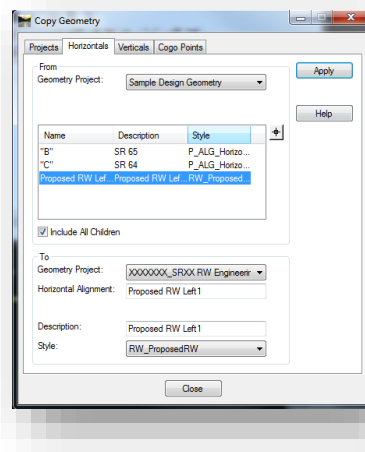 Copy Geometry
Projects Horizontals Verticals Cogo Points
From
Geometry Project: Sample Design Geometry
Apply
Help
Name Description Style
"B" SR 65 P_ALG_Horizo...
"C" SR 64 P_ALG_Horizo...
Proposed RW Lef... Proposed RW Lef... RW_Proposed...
Include All Children
To
Geometry Project: XXXXXXX_SRXX RW Engineerir
Horizontal Alignment: Proposed RW Left1
Description: Proposed RW Left1
Style: RW_ProposedRW
Close